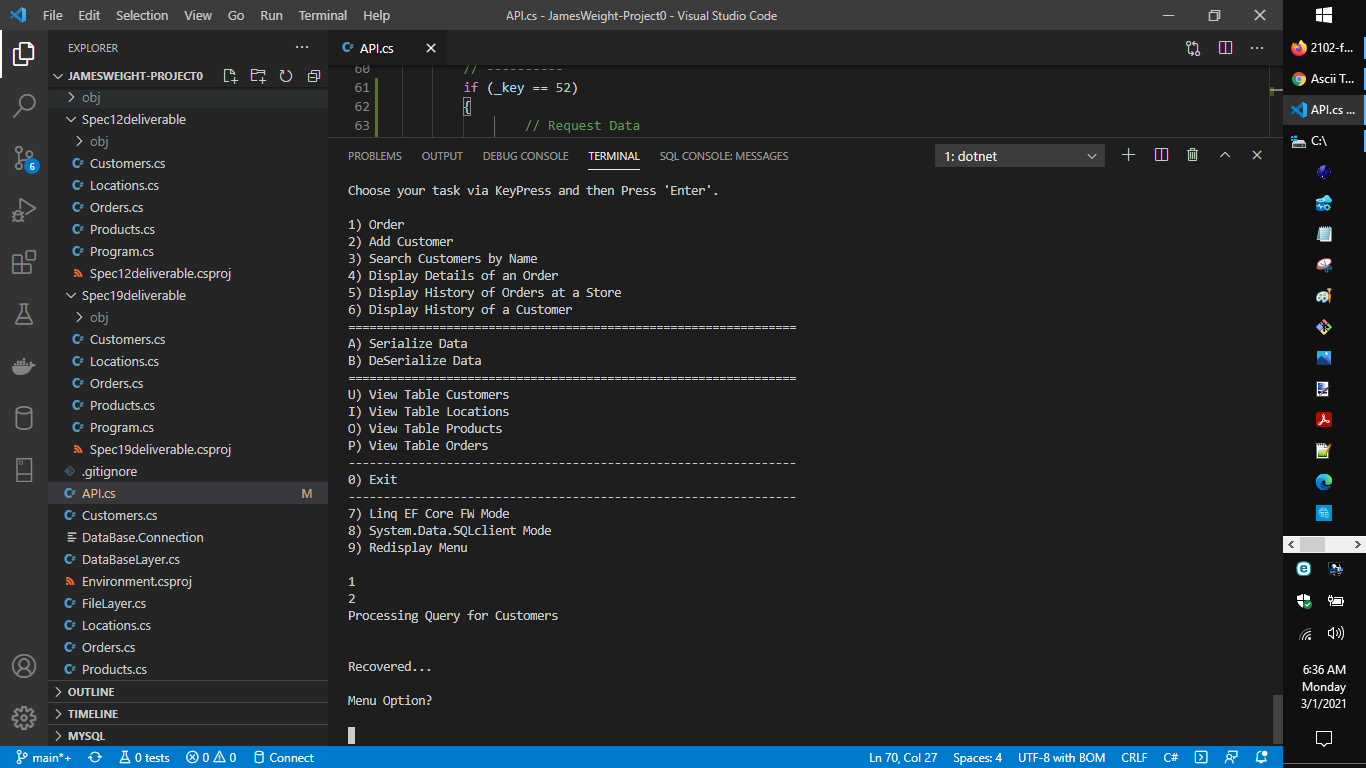 File Edit Selection View Go Run Terminal Help
API.cs - JamesWeight-Project0 - Visual Studio Code
EXPLORER
JAMESWEIGHT-PROJECT0
obj
Spec12deliverable
obj
Customers.cs
Locations.cs
Orders.cs
Products.cs
Program.cs
Spec12deliverable.csproj
Spec19deliverable
obj
Customers.cs
Locations.cs
Orders.cs
Products.cs
Program.cs
Spec19deliverable.csproj
.gitignore
API.cs M
Customers.cs
DataBase.Connection
DataBaseLayer.cs
Environment.csproj
FileLayer.cs
Locations.cs
Orders.cs
Products.cs
OUTLINE
TIMELINE
MYSQL
6
API.cs
60 // ----------
61 if (_key == 52)
62 {
63 // Request Data
PROBLEMS OUTPUT DEBUG CONSOLE TERMINAL SQL CONSOLE: MESSAGES
1: dotnet
Choose your task via KeyPress and then Press 'Enter'.
1) Order
2) Add Customer
3) Search Customers by Name
4) Display Details of an Order
5) Display History of Orders at a Store
6) Display History of a Customer
================================================================
A) Serialize Data
B) DeSerialize Data
================================================================
U) View Table Customers
I) View Table Locations
O) View Table Products
P) View Table Orders
----------------------------------------------------------------
0) Exit
----------------------------------------------------------------
7) Linq EF Core FW Mode
8) System.Data.SQLclient Mode
9) Redisplay Menu
1
2
Processing Query for Customers
Recovered...
Menu Option?
main*+ 0 tests 0 0 Connect
Ln 70, Col 27 Spaces: 4 UTF-8 with BOM CRLF C#
2102-f...
Ascii T...
API.cs ...
C:\
6:36 AM
Monday
3/1/2021